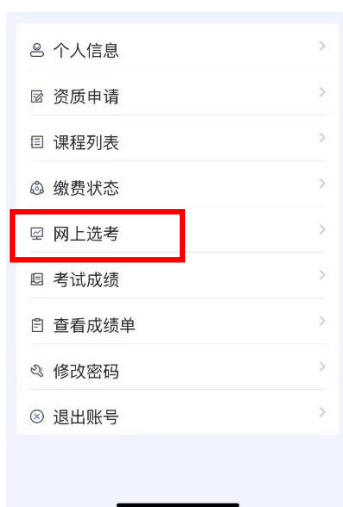 个人信息
资质申请
课程列表
缴费状态
网上选考
考试成绩
查看成绩单
修改密码
退出账号